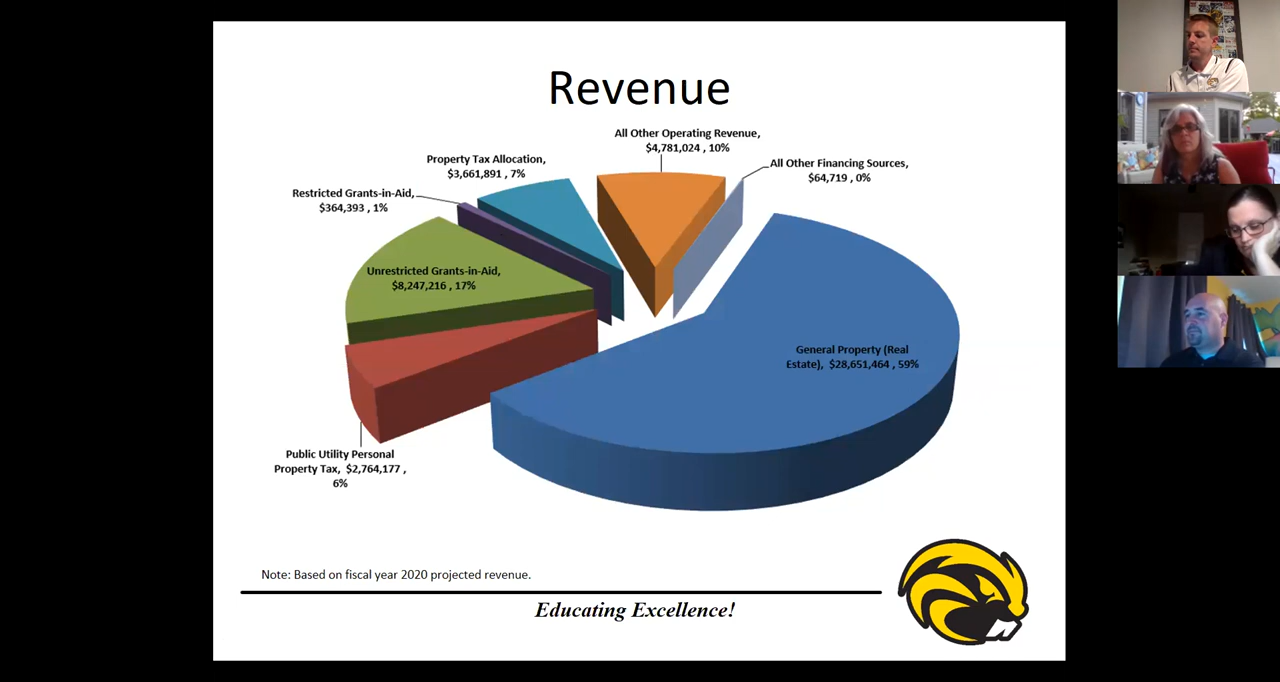 Revenue
All Other Operating Revenue,
$4,781,024 , 10%
Property Tax Allocation,
$3,661,891 , 7%
All Other Financing Sources,
$64,719 , 0%
Restricted Grants-in-Aid,
$364,393 , 1%
Unrestricted Grants-in-Aid,
$8,247,216 , 17%
General Property (Real
Estate), $28,651,464 , 59%
Public Utility Personal
Property Tax, $2,764,177 ,
6%
Note: Based on fiscal year 2020 projected revenue.
Educating Excellence!